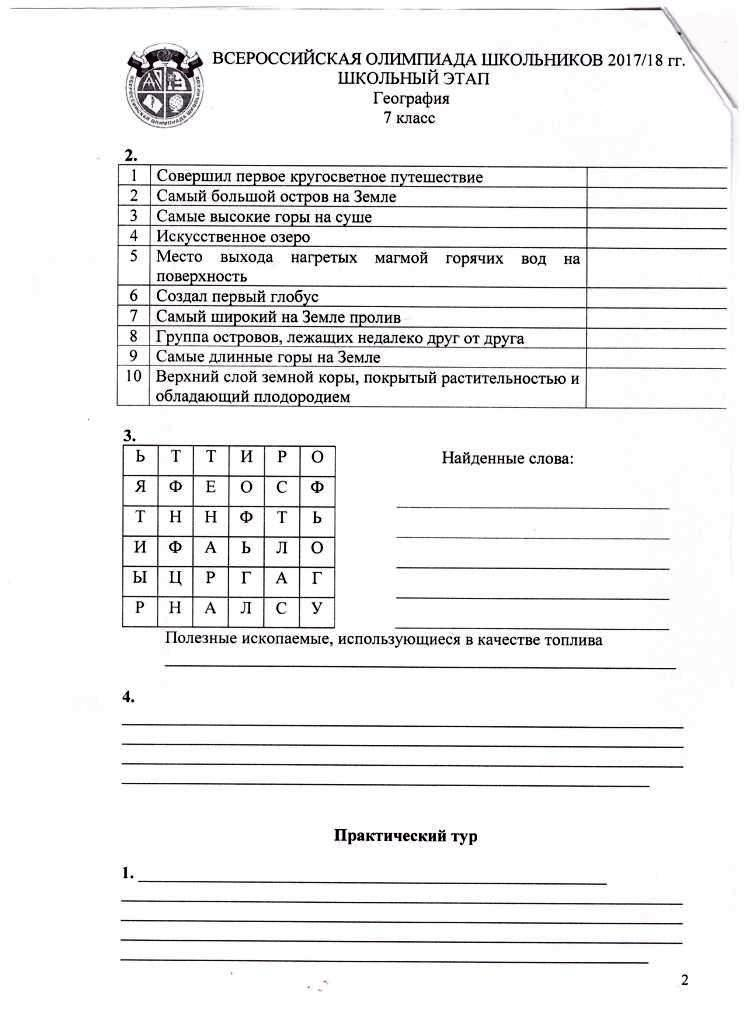 ВСЕРОССИЙСКАЯ ОЛИМПИАДА ШКОЛЬНИКОВ 2017/18 гг.
ШКОЛЬНЫЙ ЭТАП
География
7 класс
2.
1 Совершил первое кругосветное путешествие
2 Самый большой остров на Земле
3 Самые высокие горы на суше
4 Искусственное озеро
5 Место выхода нагретых магмой горячих вод на
поверхность
6 Создал первый глобус
7 Самый широкий на Земле пролив
8 Группа островов, лежащих недалеко друг от друга
9 Самые длинные горы на Земле
10 Верхний слой земной коры, покрытый растительностью и
обладающий плодородием
3.
Ь Т Т И Р О
Найденные слова:
Я Ф Е О С Ф
Т Н Н Ф Т Ь
И Ф А Ь Л О
Ы Ц Р Г А Г
Р Н А Л С У
Полезные ископаемые, использующиеся в качестве топлива
4.
Практический тур
1.
2